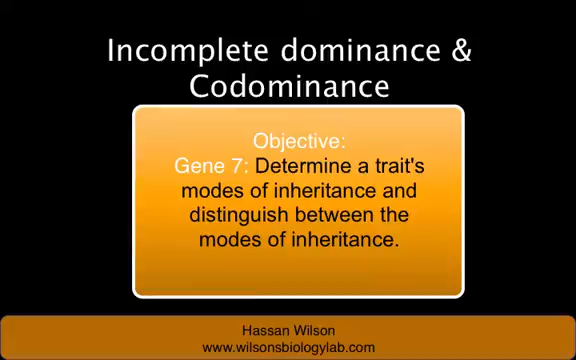 Incomplete dominance &
Codominance
Objective:
Gene 7: Determine a trait's
modes of inheritance and
distinguish between the
modes of inheritance.
Hassan Wilson
www.wilsonsbiologylab.com